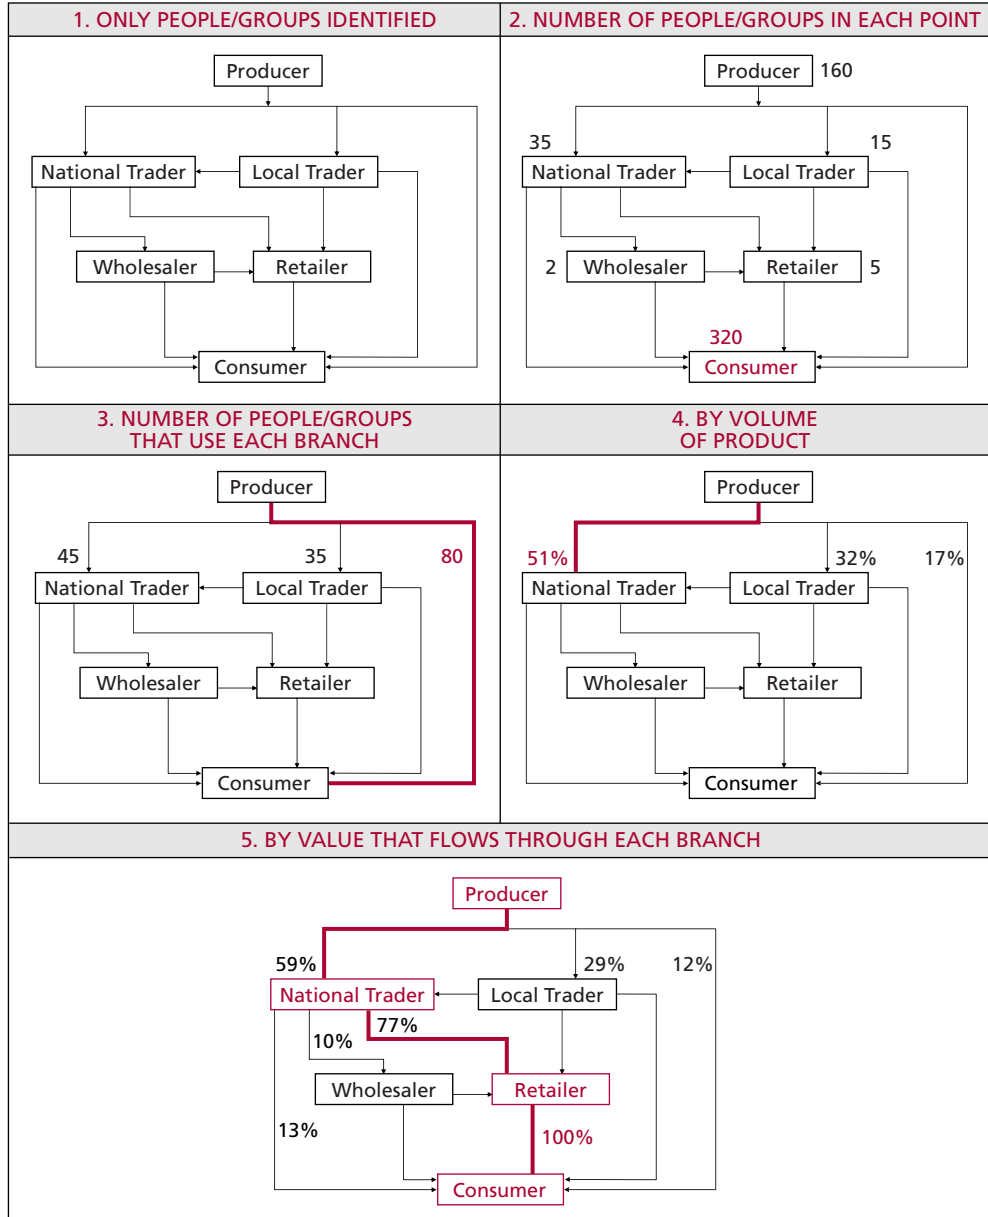 1. ONLY PEOPLE/GROUPS IDENTIFIED
Producer
National Trader
Local Trader
Wholesaler
Retailer
Consumer
2. NUMBER OF PEOPLE/GROUPS IN EACH POINT
Producer
160
35
15
National Trader
Local Trader
2
Wholesaler
Retailer
5
320
Consumer
3. NUMBER OF PEOPLE/GROUPS
THAT USE EACH BRANCH
Producer
45
35
80
National Trader
Local Trader
Wholesaler
Retailer
Consumer
4. BY VOLUME
OF PRODUCT
Producer
51%
32%
17%
National Trader
Local Trader
Wholesaler
Retailer
Consumer
5. BY VALUE THAT FLOWS THROUGH EACH BRANCH
Producer
59%
29%
12%
National Trader
Local Trader
77%
10%
Wholesaler
Retailer
13%
100%
Consumer